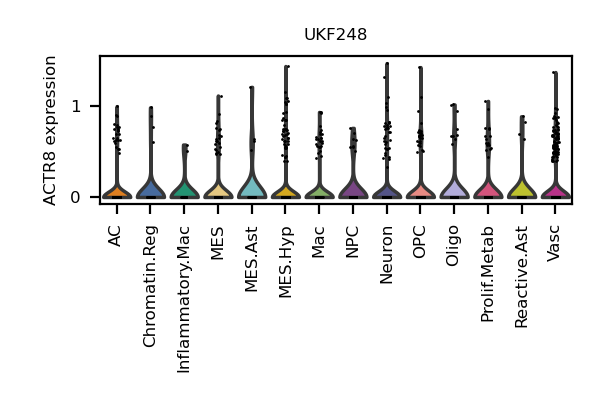 UKF248
ACTR8 expression
1
0
AC
Chromatin.Reg
Inflammatory.Mac
MES
MES.Ast
MES.Hyp
Mac
NPC
Neuron
OPC
Oligo
Prolif.Metab
Reactive.Ast
Vasc